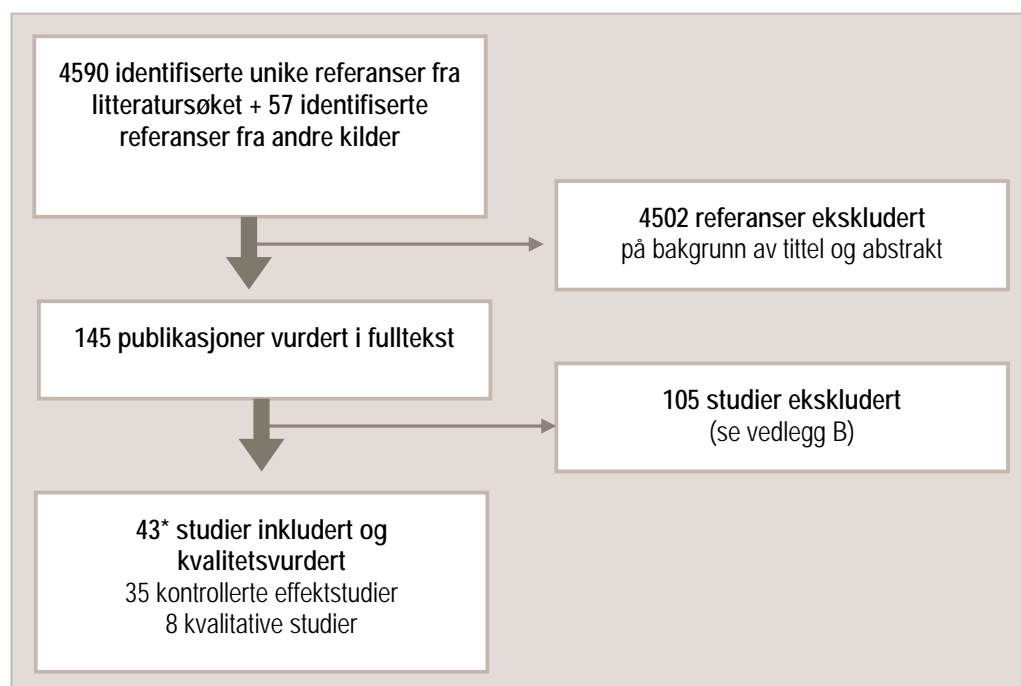 4590 identifiserte unike referanser fra
litteratursøket + 57 identifiserte
referanser fra andre kilder
4502 referanser ekskludert
på bakgrunn av tittel og abstrakt
145 publikasjoner vurdert i fulltekst
105 studier ekskludert
(se vedlegg B)
43* studier inkludert og
kvalitetsvurdert
35 kontrollerte effektstudier
8 kvalitative studier